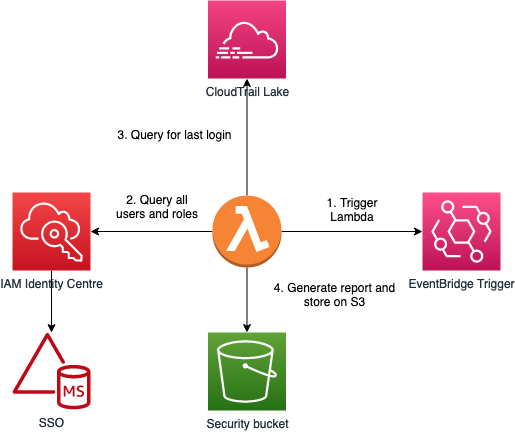 CloudTrail Lake
3. Query for last login
2. Query all
users and roles
1. Trigger
Lambda
IAM Identity Centre
EventBridge Trigger
4. Generate report and
store on S3
MS
SSO
Security bucket